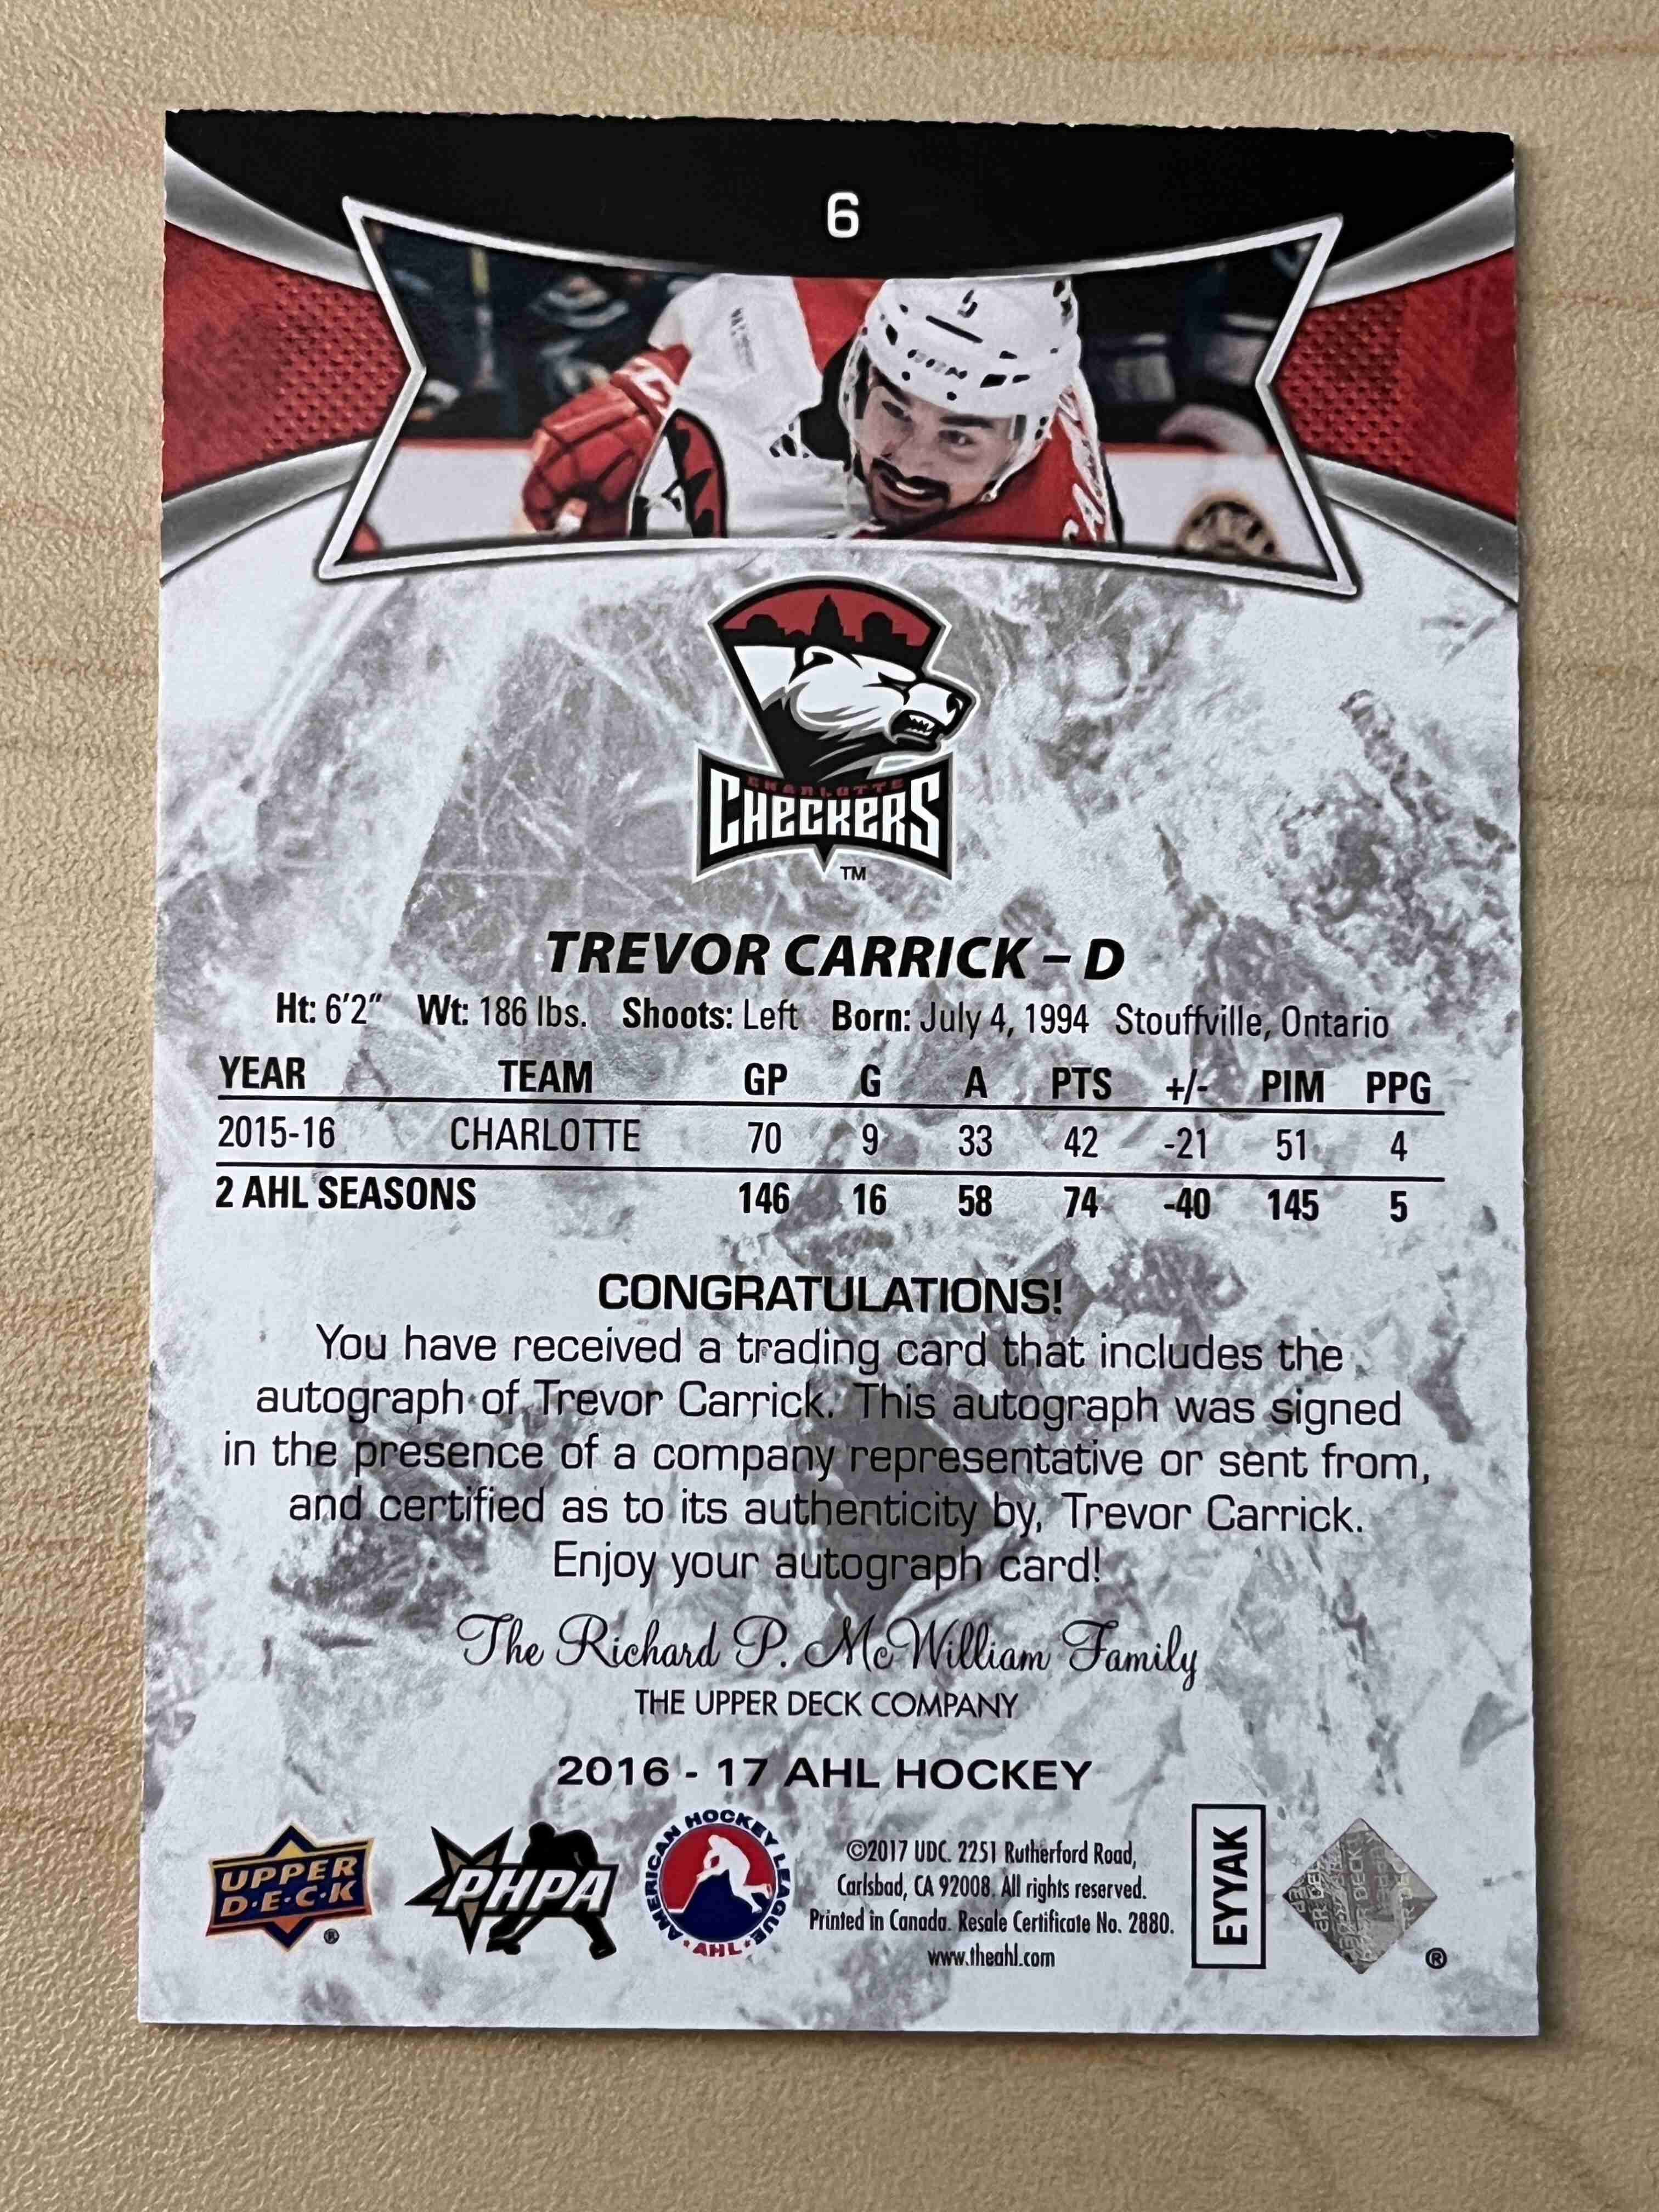 6
CHARLOTTE
CHECKERS
TM
TREVOR CARRICK – D
Ht: 6'2" Wt: 186 lbs. Shoots: Left Born: July 4, 1994 Stouffville, Ontario
YEAR TEAM GP G A PTS +/- PIM PPG
2015-16 CHARLOTTE 70 9 33 42 -21 51 4
2 AHL SEASONS 146 16 58 74 -40 145 5
CONGRATULATIONS!
You have received a trading card that includes the
autograph of Trevor Carrick. This autograph was signed
in the presence of a company representative or sent from,
and certified as to its authenticity by, Trevor Carrick.
Enjoy your autograph card!
The Richard P. McWilliam Family
THE UPPER DECK COMPANY
2016 - 17 AHL HOCKEY
UPPER
D·E·C·K
®
PHPA
AMERICAN HOCKEY LEAGUE
AHL
©2017 UDC. 2251 Rutherford Road,
Carlsbad, CA 92008. All rights reserved.
Printed in Canada. Resale Certificate No. 2880.
www.theahl.com
EYYAK
®